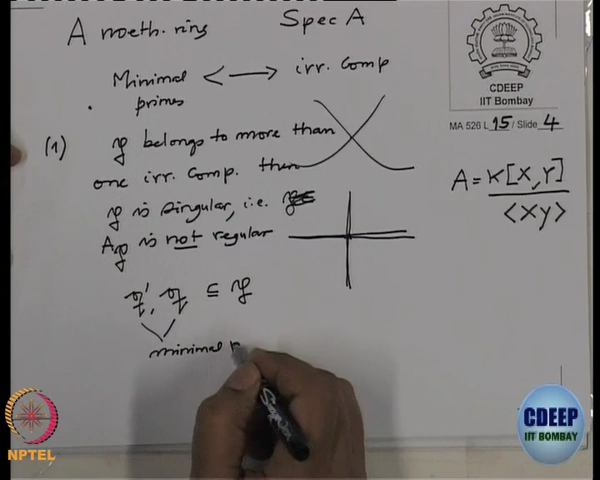 A noeth. ring Spec A
Minimal primes ⟷ irr. Comp
(1) 𝔭 belongs to more than
one irr. Comp. then
𝔭 is singular, i.e.
A𝔭 is not regular
𝔮', 𝔮 ⊆ 𝔭
minimal
A = K[X,Y]
<XY>
CDEEP
IIT Bombay
MA 526 L 15 / Slide 4
NPTEL
CDEEP
IIT BOMBAY